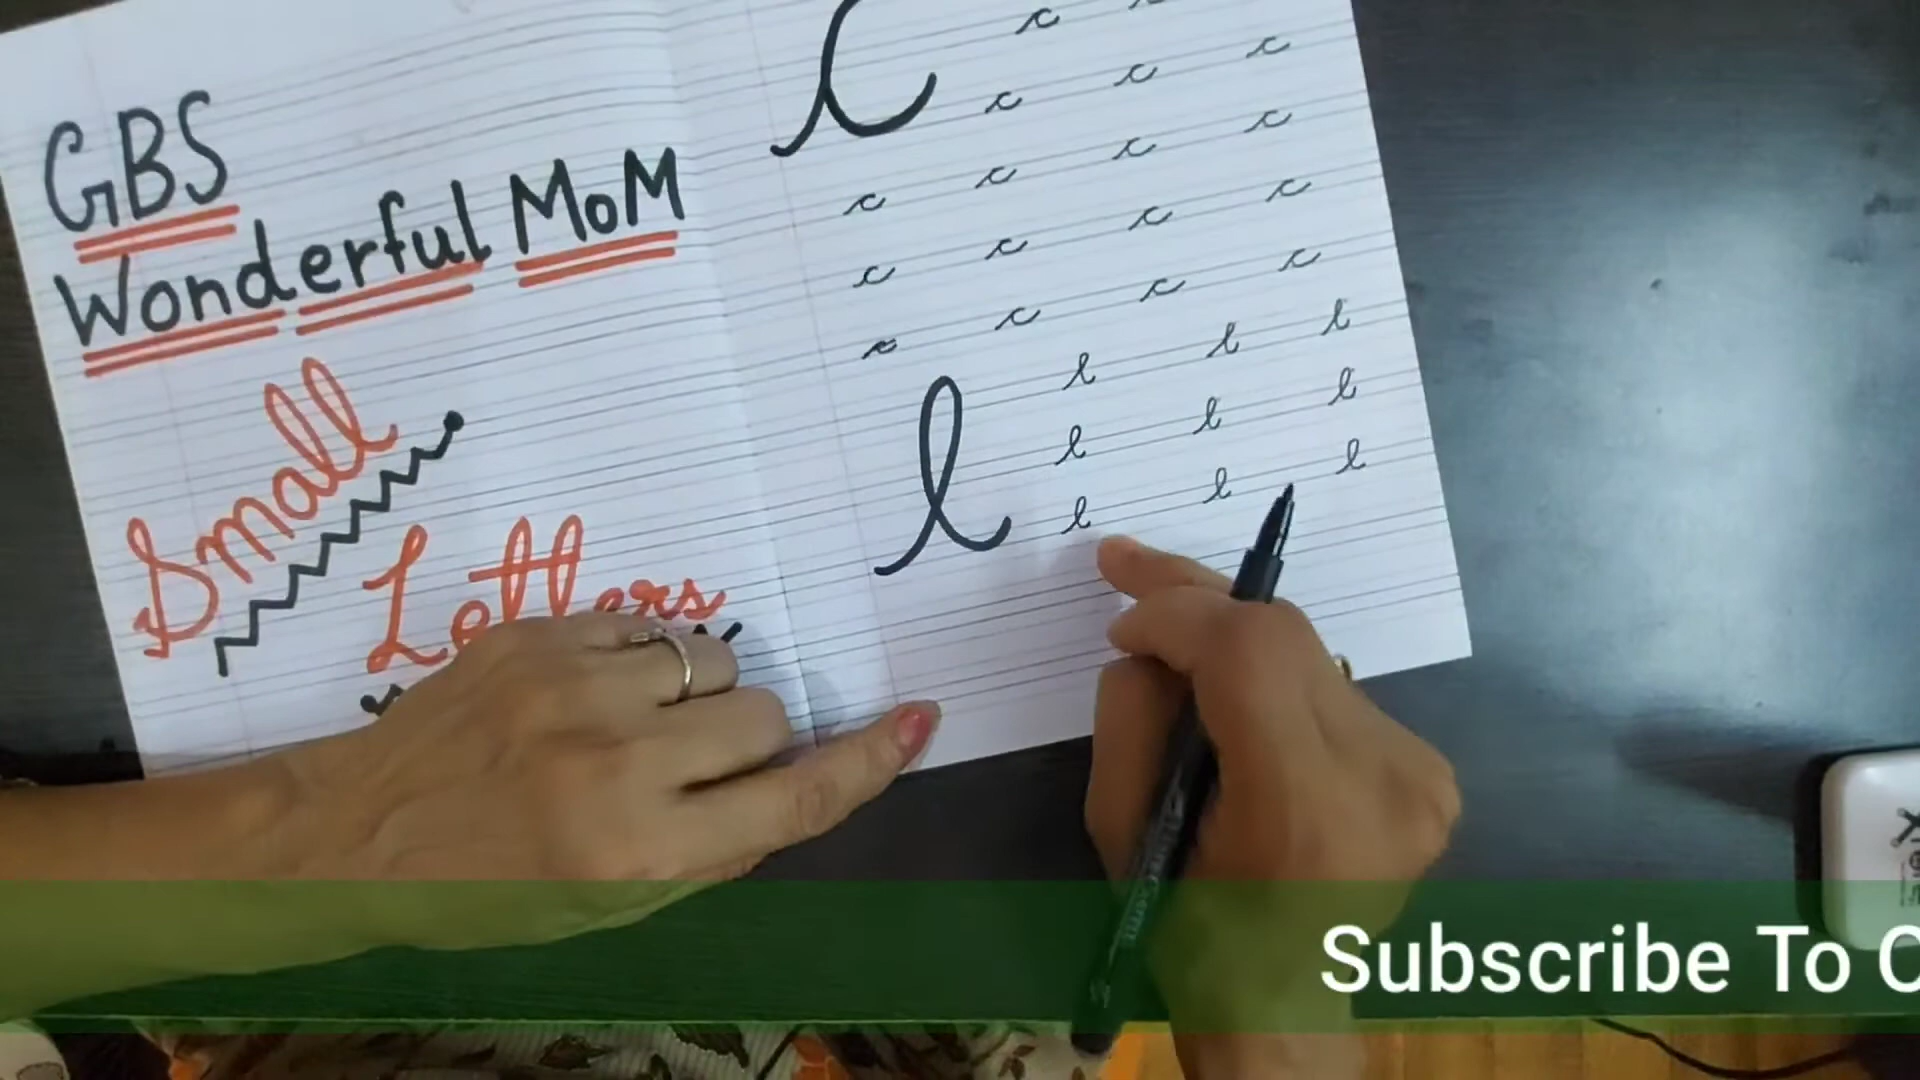 GBS
Wonderful MoM
Small
Letters
c
c
c c c
c c c
c c c
c c c
l l l l
l l l
l l l
Subscribe To